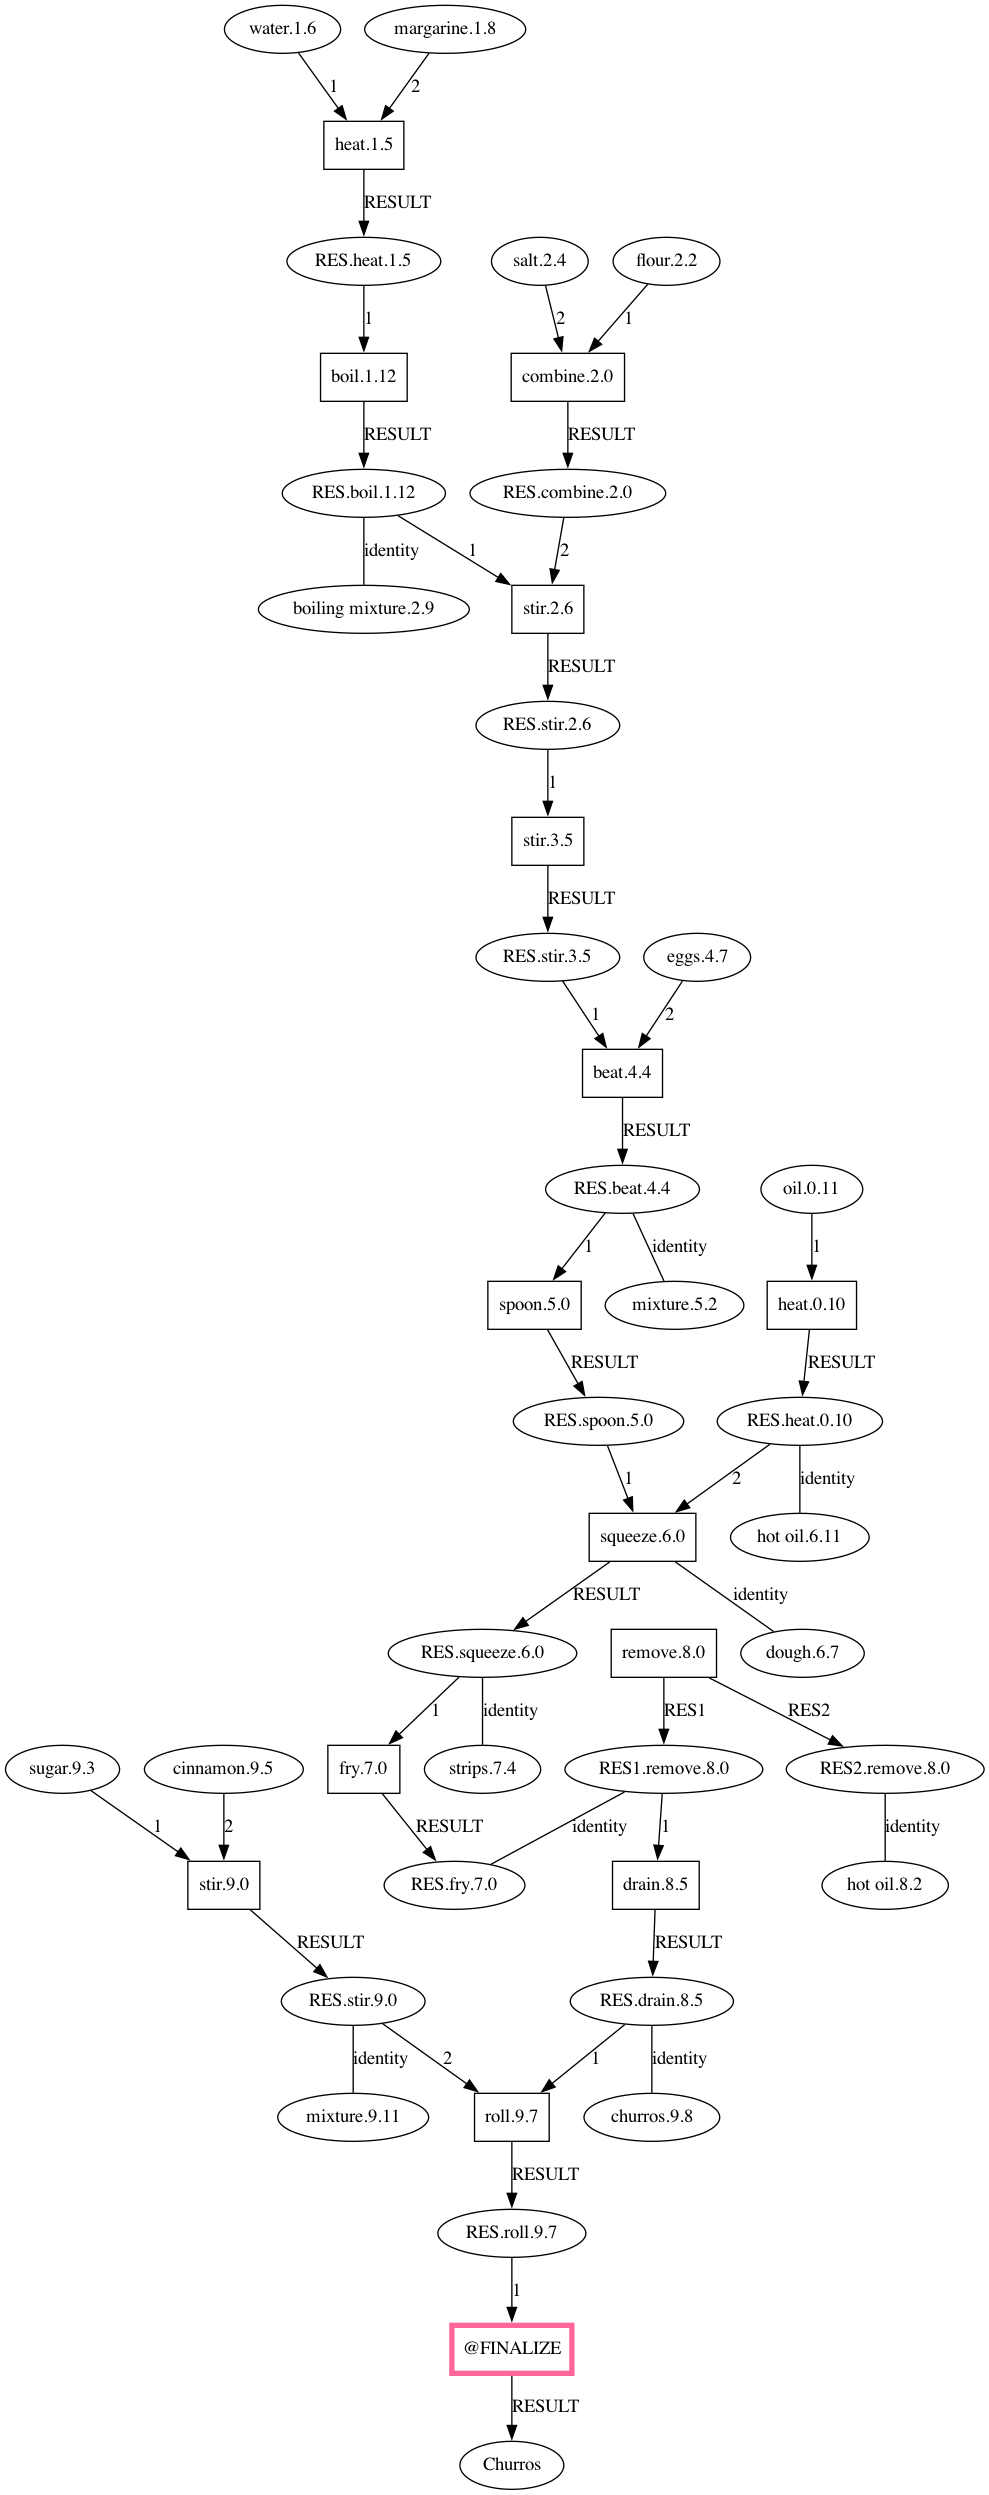 water.1.6 margarine.1.8
1 2
heat.1.5
RESULT
RES.heat.1.5 salt.2.4 flour.2.2
1 2 1
boil.1.12 combine.2.0
RESULT RESULT
RES.boil.1.12 RES.combine.2.0
identity 1 2
boiling mixture.2.9 stir.2.6
RESULT
RES.stir.2.6
1
stir.3.5
RESULT
RES.stir.3.5 eggs.4.7
1 2
beat.4.4
RESULT
RES.beat.4.4 oil.0.11
1 identity 1
spoon.5.0 mixture.5.2 heat.0.10
RESULT RESULT
RES.spoon.5.0 RES.heat.0.10
1 2 identity
squeeze.6.0 hot oil.6.11
RESULT identity
RES.squeeze.6.0 remove.8.0 dough.6.7
1 identity RES1 RES2
sugar.9.3 cinnamon.9.5 fry.7.0 strips.7.4 RES1.remove.8.0 RES2.remove.8.0
1 2 RESULT identity 1 identity
stir.9.0 RES.fry.7.0 drain.8.5 hot oil.8.2
RESULT RESULT
RES.stir.9.0 RES.drain.8.5
identity 2 1 identity
mixture.9.11 roll.9.7 churros.9.8
RESULT
RES.roll.9.7
1
@FINALIZE
RESULT
Churros